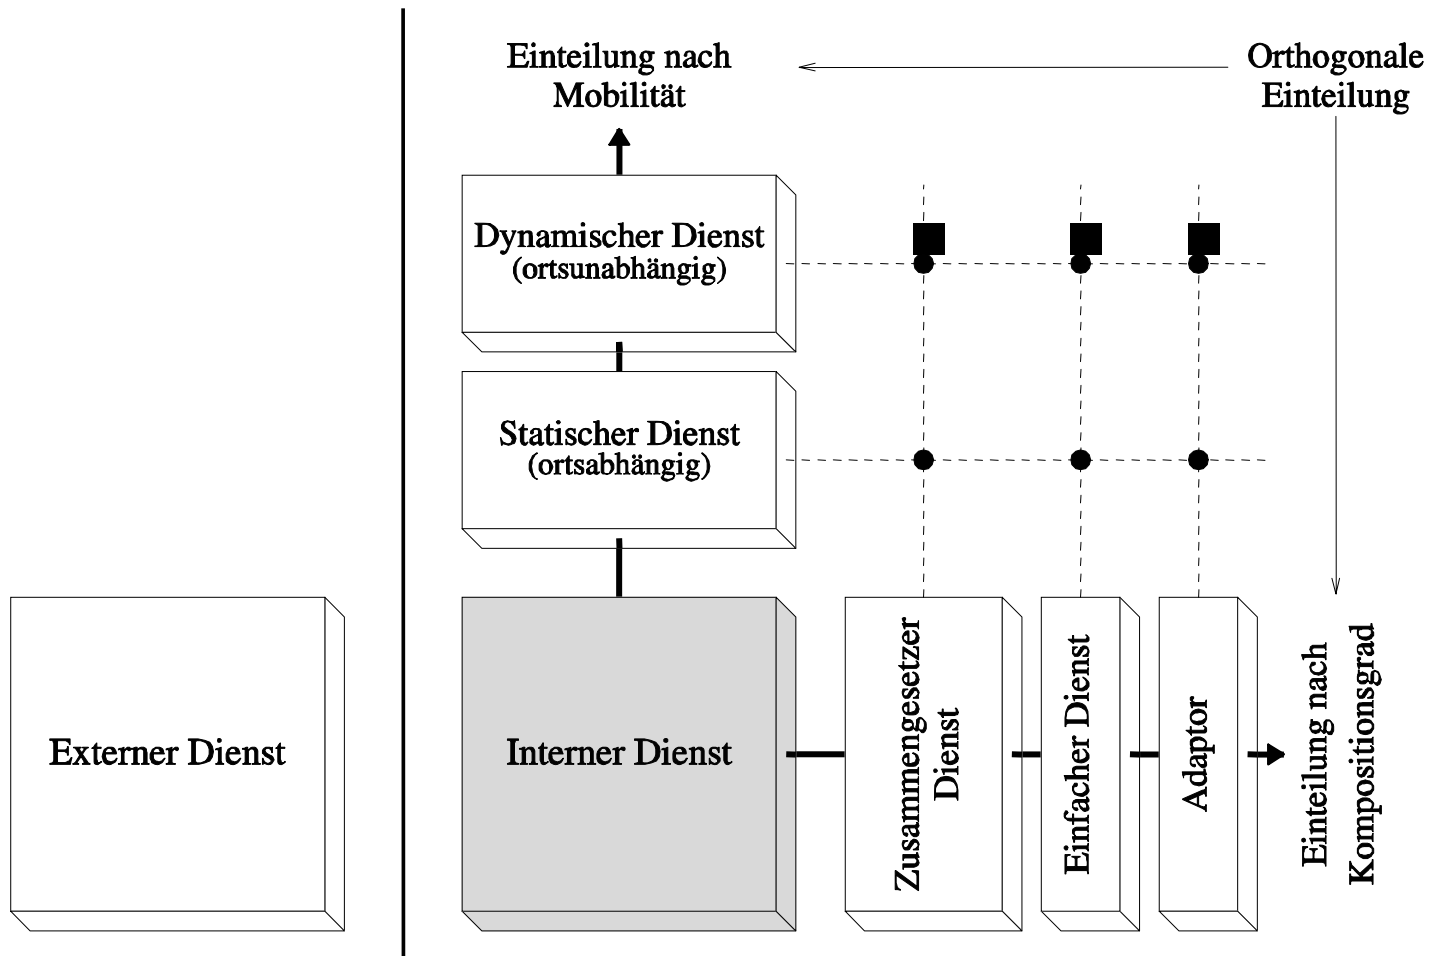 Einteilung nach
Mobilität
Orthogonale
Einteilung
Dynamischer Dienst
(ortsunabhängig)
Statischer Dienst
(ortsabhängig)
Externer Dienst
Interner Dienst
Zusammengesetzer
Dienst
Einfacher Dienst
Adaptor
Einteilung nach
Kompositionsgrad